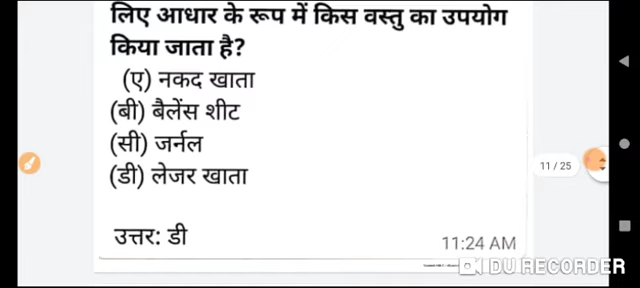 लिए आधार के रूप में किस वस्तु का उपयोग
किया जाता है?
(ए) नकद खाता
(बी) बैलेंस शीट
(सी) जर्नल
(डी) लेजर खाता
11 / 25
उत्तर: डी
11:24 AM
DU RECORDER